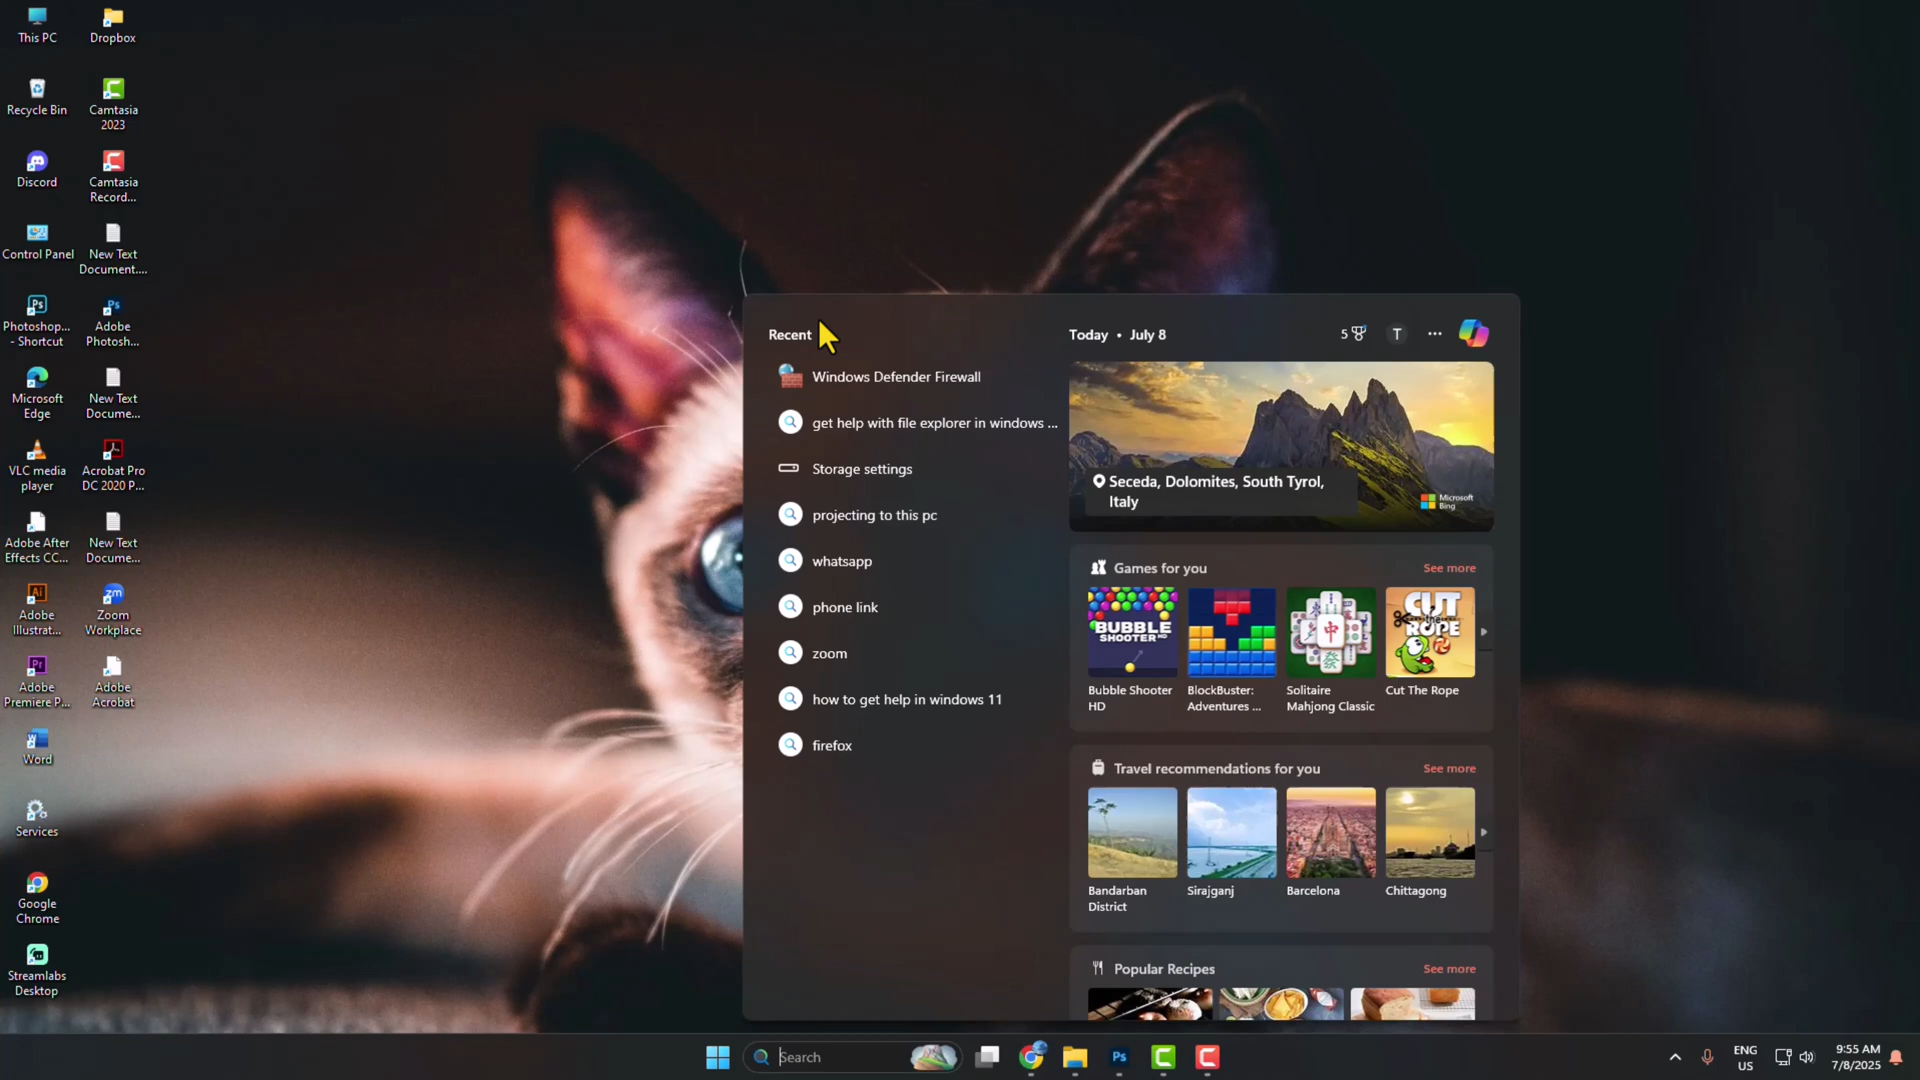 This PC
Dropbox
Recycle Bin
Camtasia
2023
Discord
Camtasia
Record...
Control Panel
New Text
Document....
Photoshop...
- Shortcut
Adobe
Photosh...
Microsoft
Edge
New Text
Docume...
VLC media
player
Acrobat Pro
DC 2020 P...
Adobe After
Effects CC...
New Text
Docume...
Adobe
Illustrat...
Zoom
Workplace
Adobe
Premiere P...
Adobe
Acrobat
Word
Services
Google
Chrome
Streamlabs
Desktop
Recent
Windows Defender Firewall
get help with file explorer in windows ...
Storage settings
projecting to this pc
whatsapp
phone link
zoom
how to get help in windows 11
firefox
Today • July 8
5
T
Seceda, Dolomites, South Tyrol,
Italy
Microsoft
Bing
Games for you
See more
BUBBLE
SHOOTER HD
CUT
the
ROPE
Bubble Shooter
HD
BlockBuster:
Adventures ...
Solitaire
Mahjong Classic
Cut The Rope
Travel recommendations for you
See more
Bandarban
District
Sirajganj
Barcelona
Chittagong
Popular Recipes
See more
Search
ENG
US
9:55 AM
7/8/2025